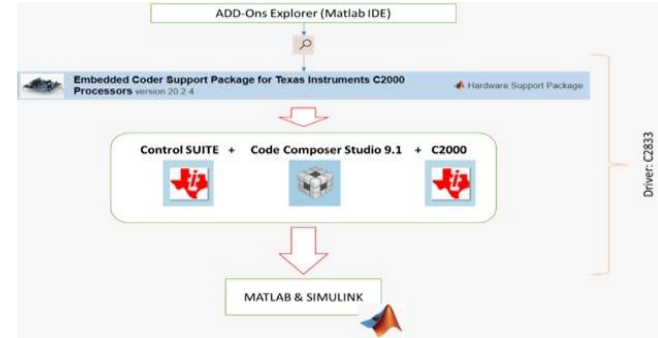 ADD-Ons Explorer (Matlab IDE)
Embedded Coder Support Package for Texas Instruments C2000
Processors version 20.2.4
Hardware Support Package
Control SUITE + Code Composer Studio 9.1 + C2000
Driver: C2833
MATLAB & SIMULINK